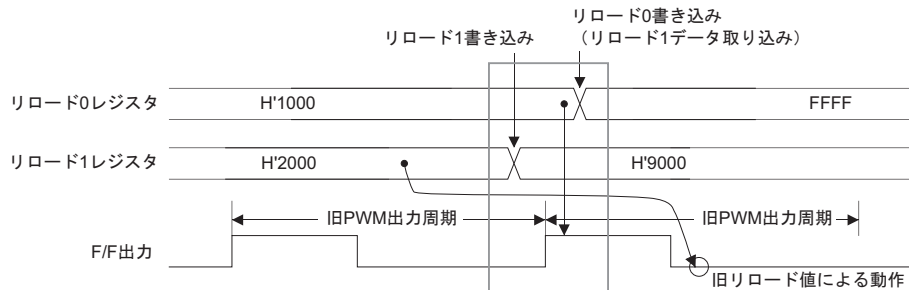 リロード0書き込み
（リロード1データ取り込み）
リロード1書き込み
リロード0レジスタ
H'1000
FFFF
リロード1レジスタ
H'2000
H'9000
旧PWM出力周期
旧PWM出力周期
F/F出力
旧リロード値による動作